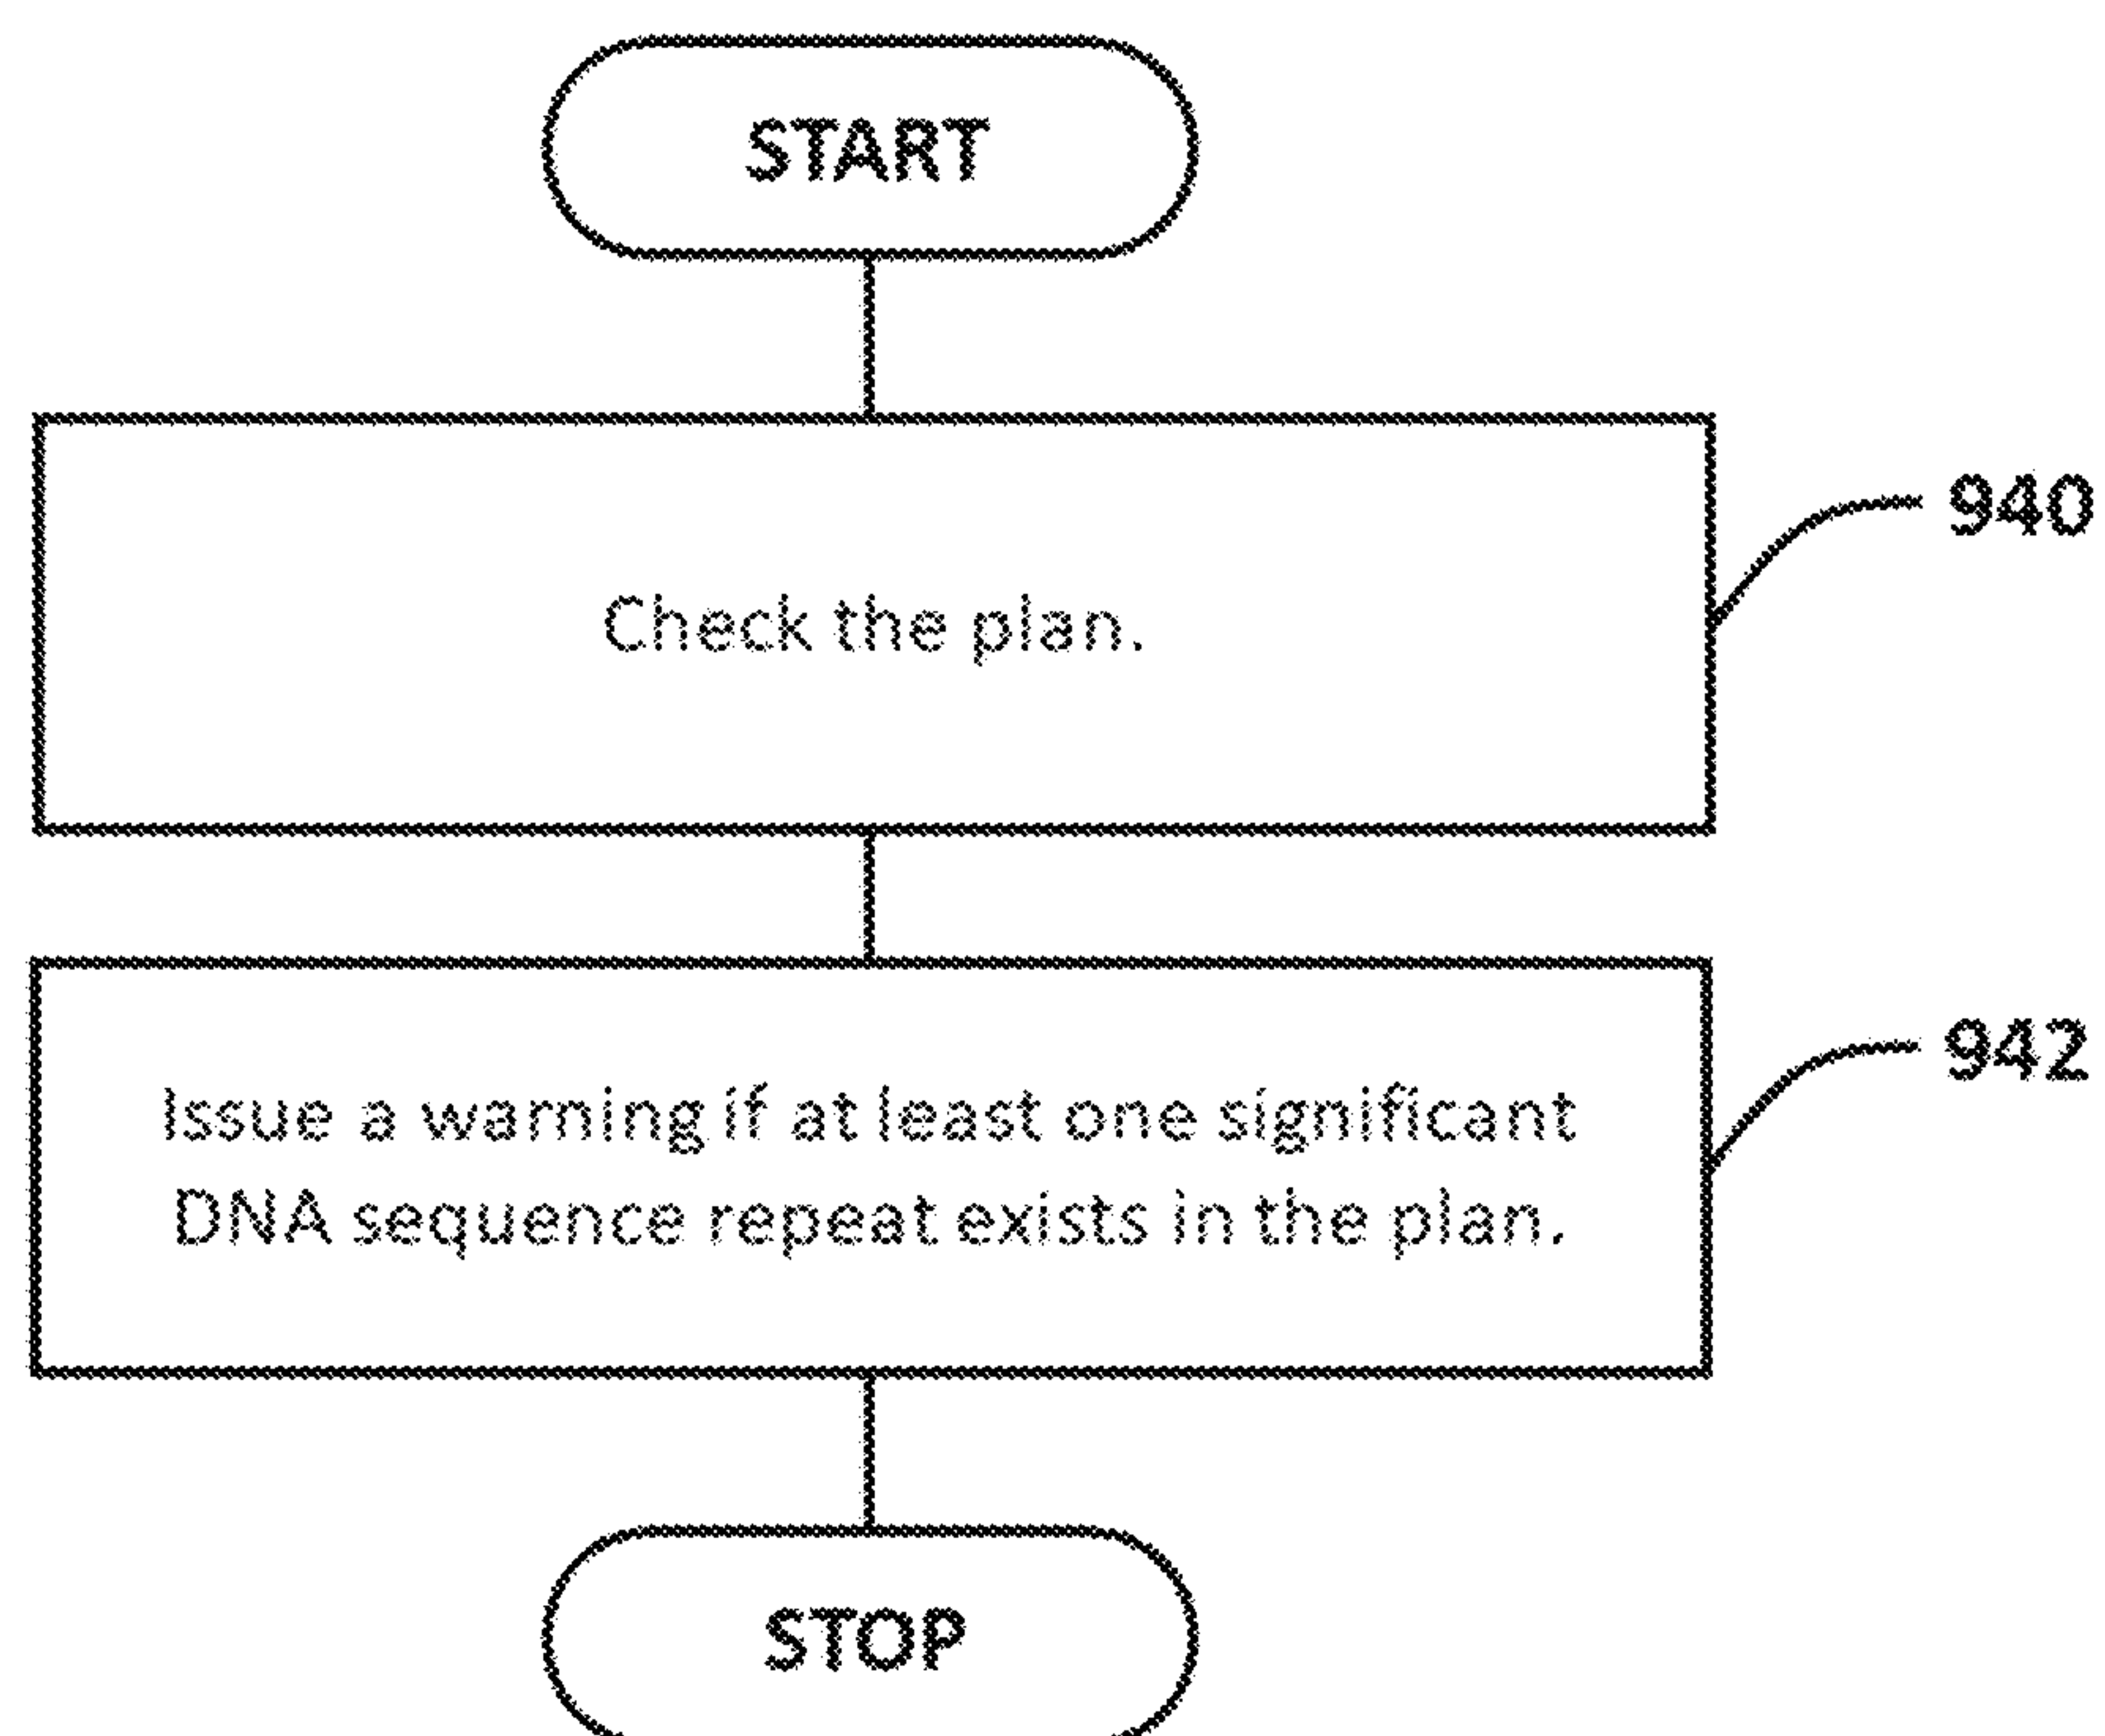 START
940
Check the plan.
942
Issue a warning if at least one significant
DNA sequence repeat exists in the plan.
STOP